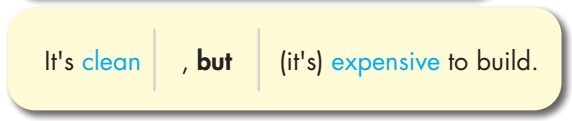 It's clean , but (it's) expensive to build.